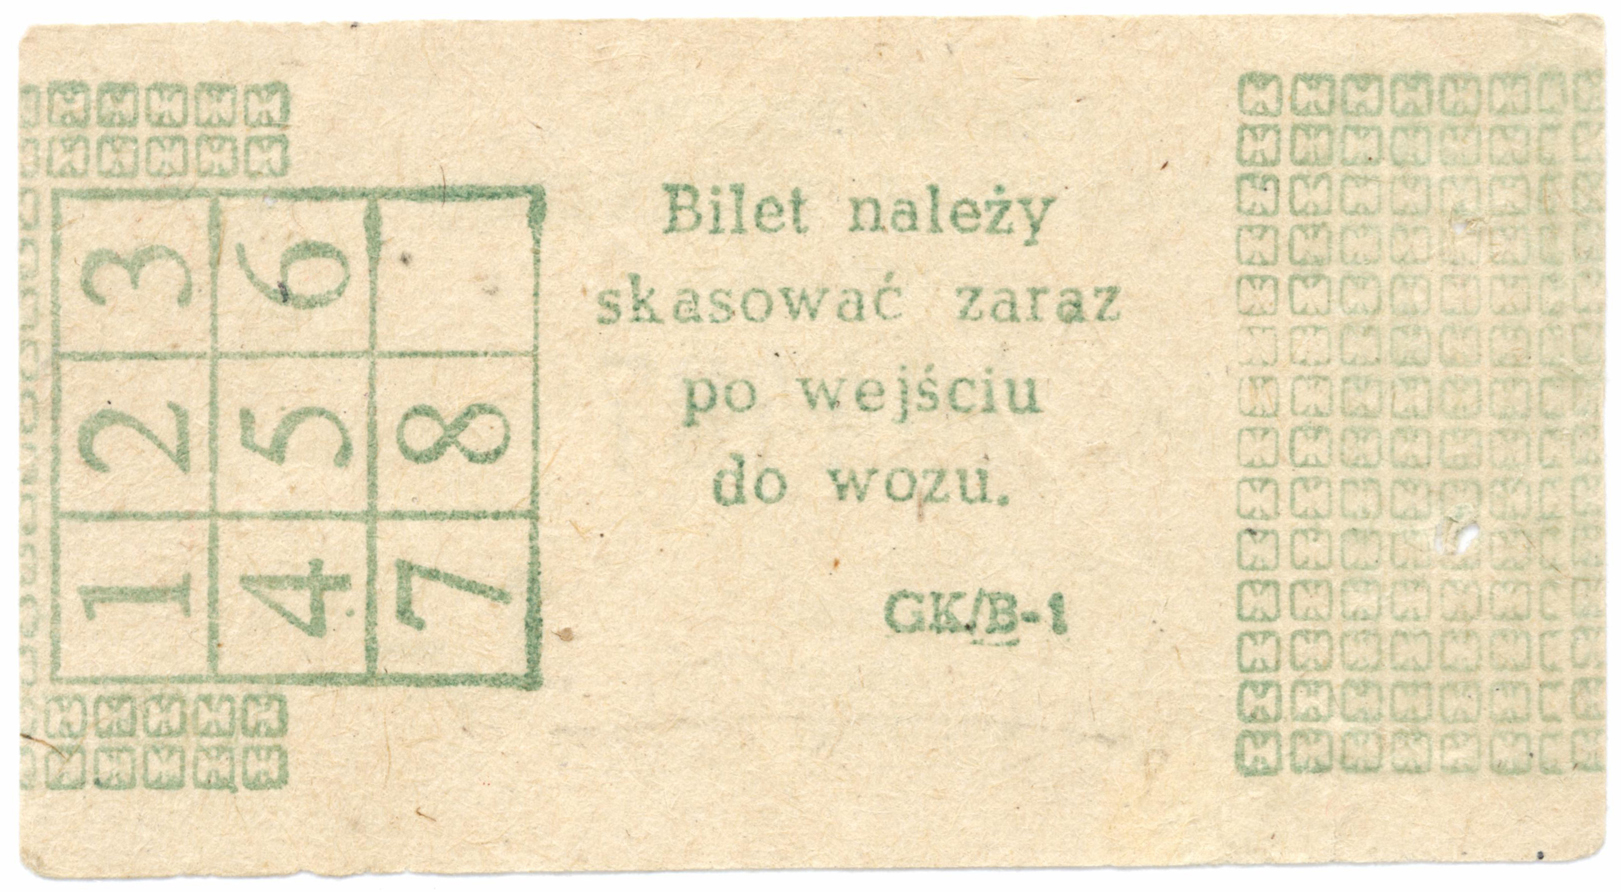 3 6
2 5 8
1 4 7
Bilet należy
skasować zaraz
po wejściu
do wozu.
GK/B-1